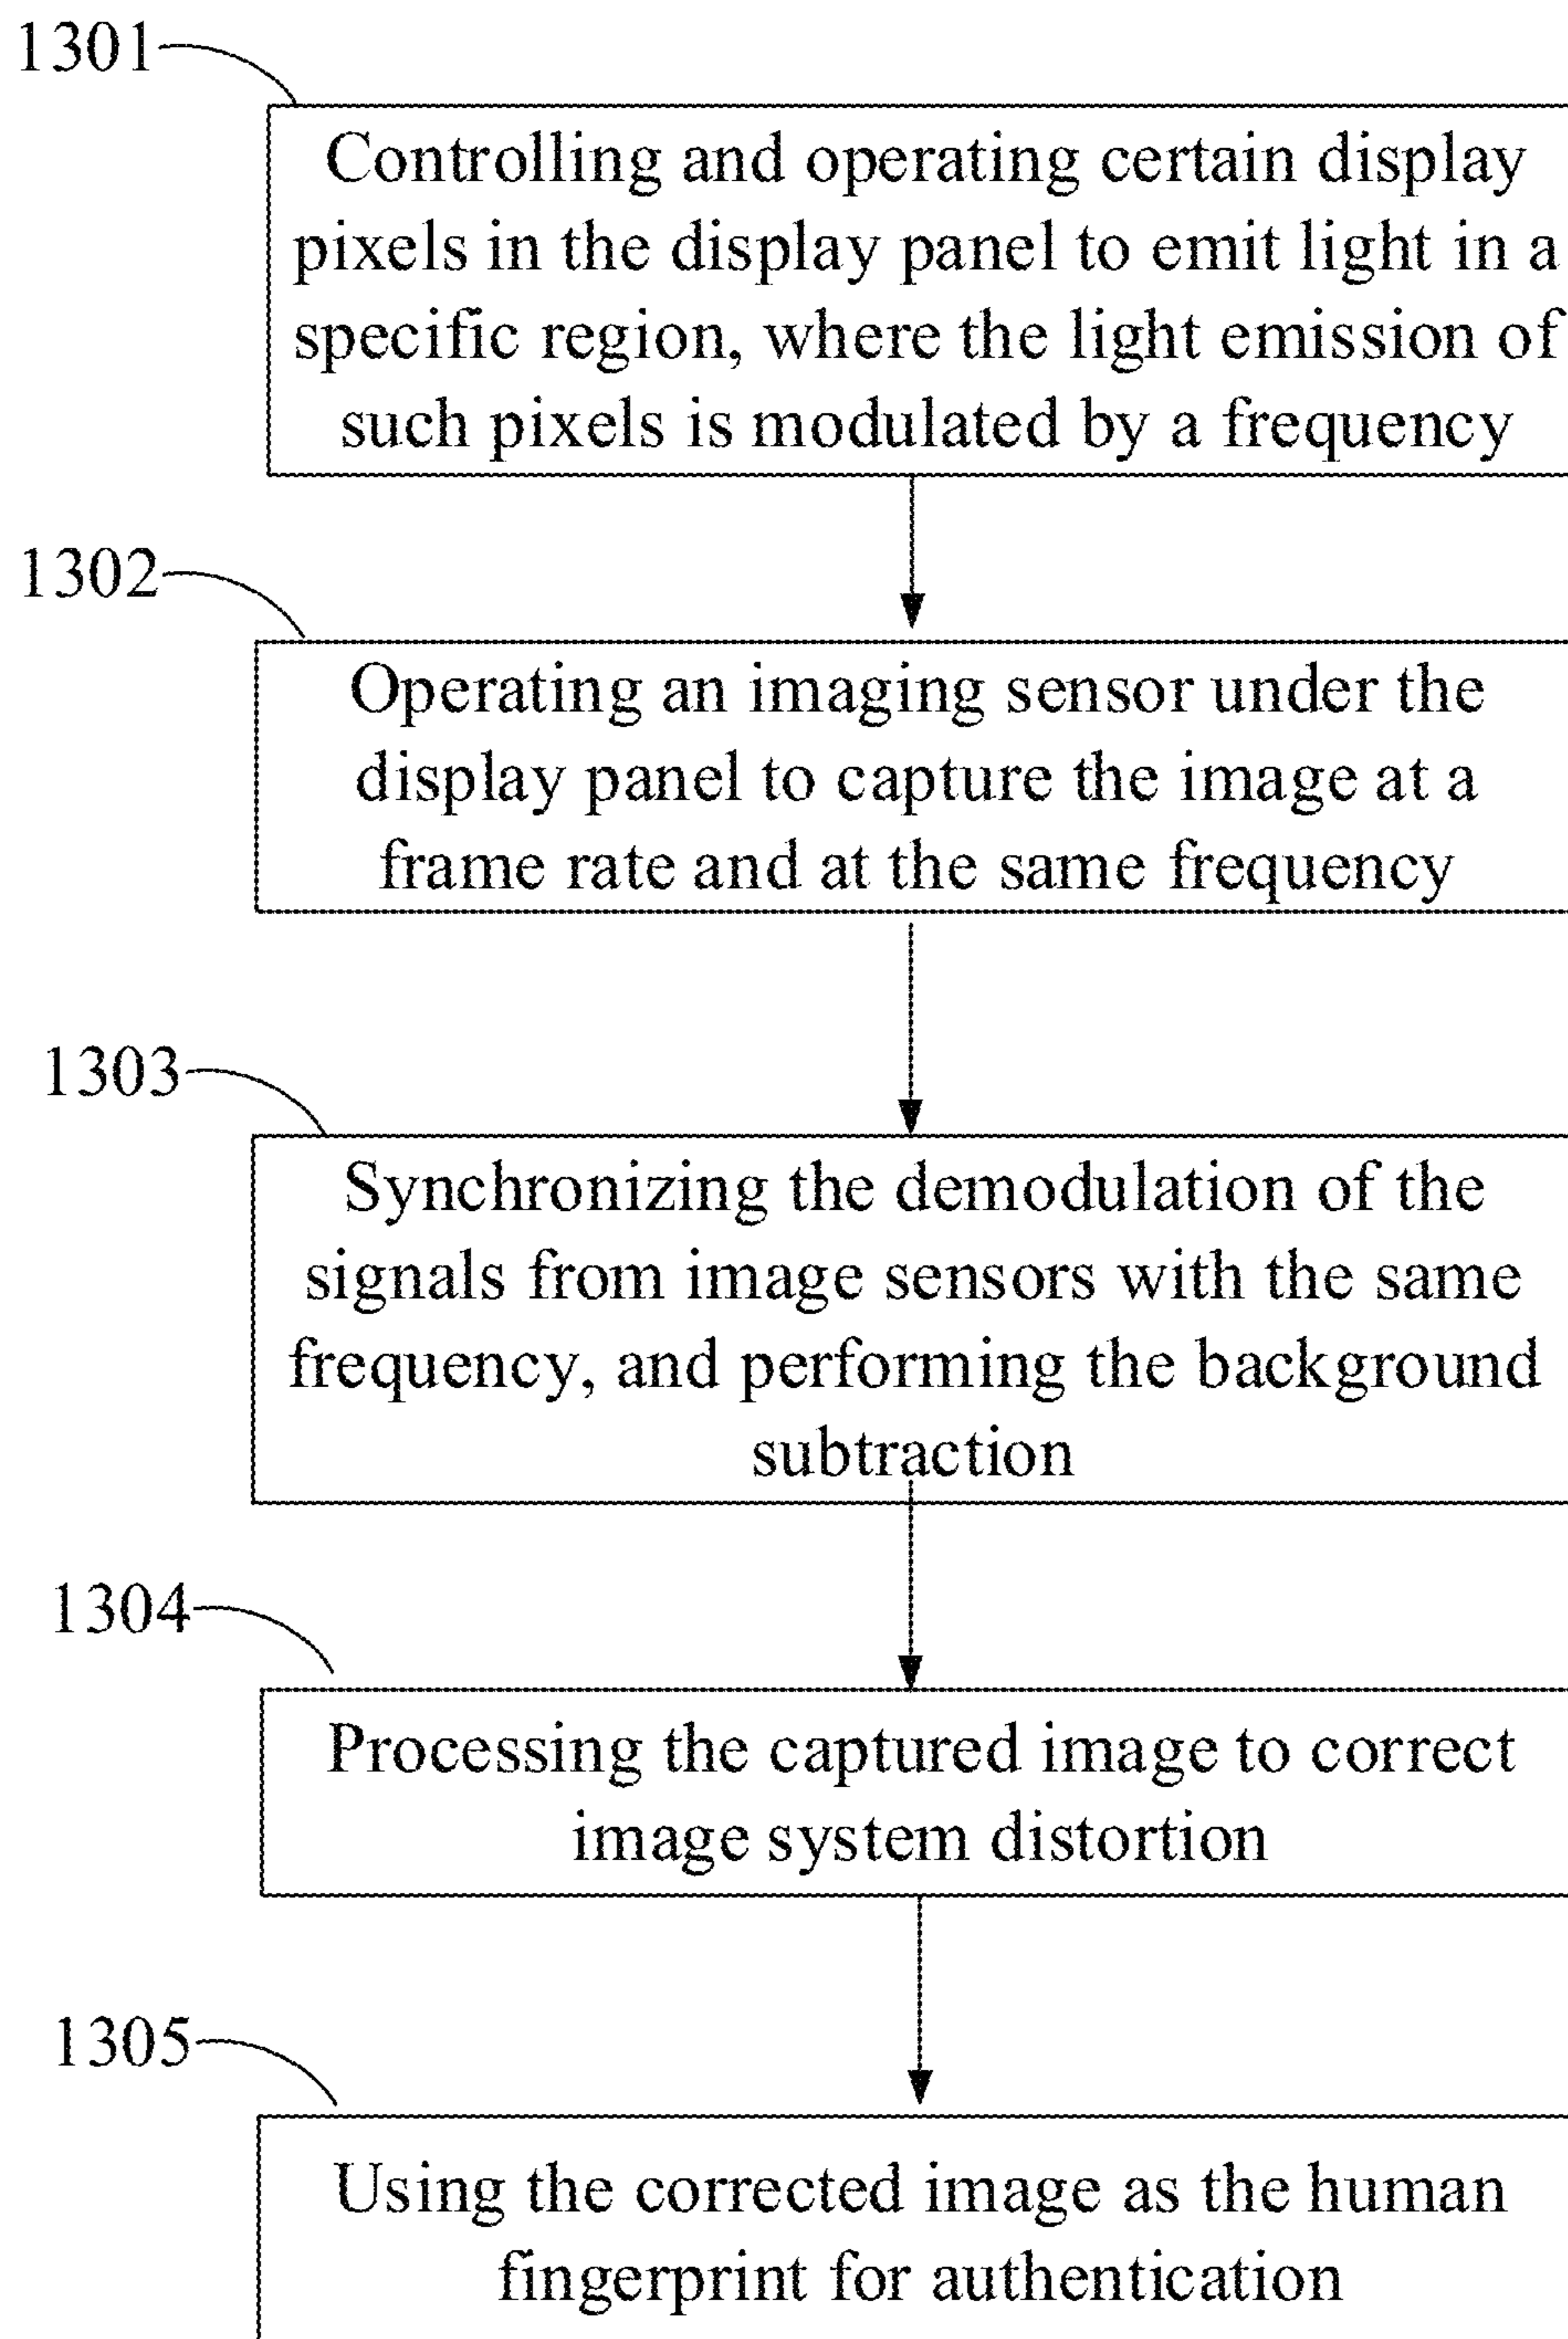 1301
Controlling and operating certain display
pixels in the display panel to emit light in a
specific region, where the light emission of
such pixels is modulated by a frequency
1302
Operating an imaging sensor under the
display panel to capture the image at a
frame rate and at the same frequency
1303
Synchronizing the demodulation of the
signals from image sensors with the same
frequency, and performing the background
subtraction
1304
Processing the captured image to correct
image system distortion
1305
Using the corrected image as the human
fingerprint for authentication